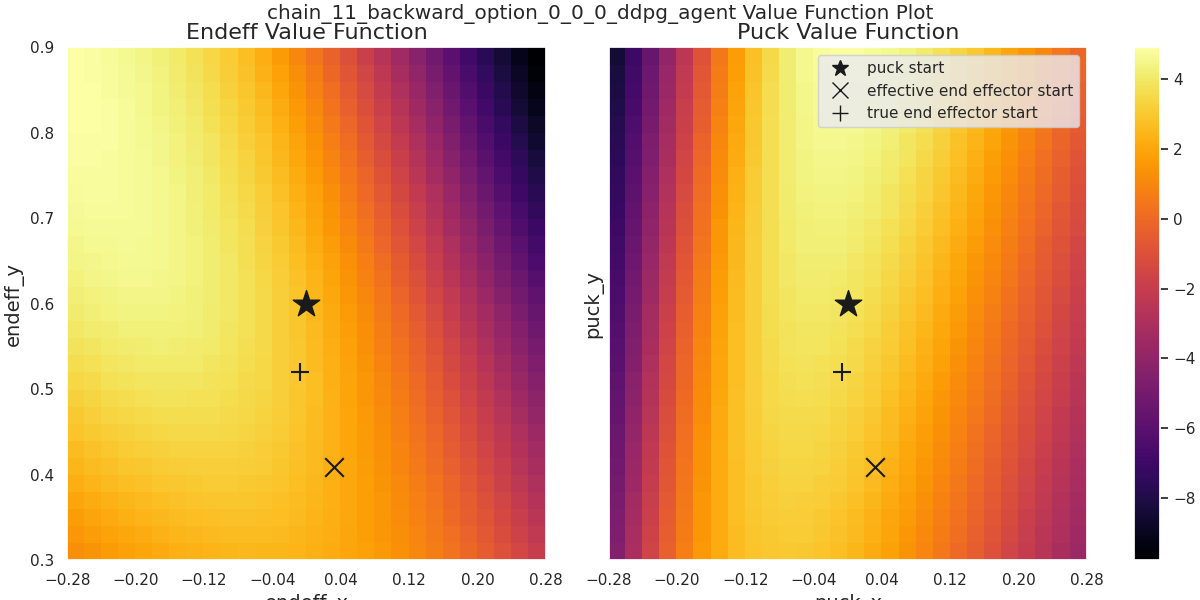 chain_11_backward_option_0_0_0_ddpg_agent Value Function Plot
Endeff Value Function
Puck Value Function
puck start
effective end effector start
true end effector start
endeff_y
0.9
0.8
0.7
0.6
0.5
0.4
0.3
−0.28 −0.20 −0.12 −0.04 0.04 0.12 0.20 0.28
endeff_x
puck_y
−0.28 −0.20 −0.12 −0.04 0.04 0.12 0.20 0.28
puck_x
4
2
0
−2
−4
−6
−8